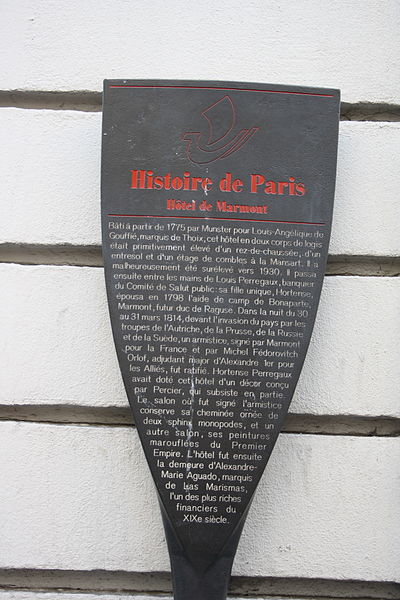 Histoire de Paris
Hôtel de Marmont
Bâti à partir de 1775 par Munster pour Louis-Angélique de
Gouffié, marquis de Thoix, cet hôtel en deux corps de logis
était primitivement élevé d'un rez-de-chaussée, d'un
entresol et d'un étage de combles à la Mansart. Il a
malheureusement été surélevé vers 1930. Il passa
ensuite entre les mains de Louis Perregaux, banquier
du Comité de Salut public: sa fille unique, Hortense,
épousa en 1798 l'aide de camp de Bonaparte,
Marmont, futur duc de Raguse. Dans la nuit du 30
au 31 mars 1814, devant l'invasion du pays par les
troupes de l'Autriche, de la Prusse, de la Russie
et de la Suède, un armistice, signé par Marmont
pour la France et par Michel Fédorovitch
Orlof, adjudant major d'Alexandre 1er pour
les Alliés, fut ratifié. Hortense Perregaux
avait doté cet hôtel d'un décor conçu
par Percier, qui subsiste en partie.
Le salon où fut signé l'armistice
conserve sa cheminée ornée de
deux sphinx monopodes, et un
autre salon, ses peintures
marouflées du Premier
Empire. L'hôtel fut ensuite
la demeure d'Alexandre-
Marie Aguado, marquis
de Las Marismas,
l'un des plus riches
financiers du
XIXe siècle.